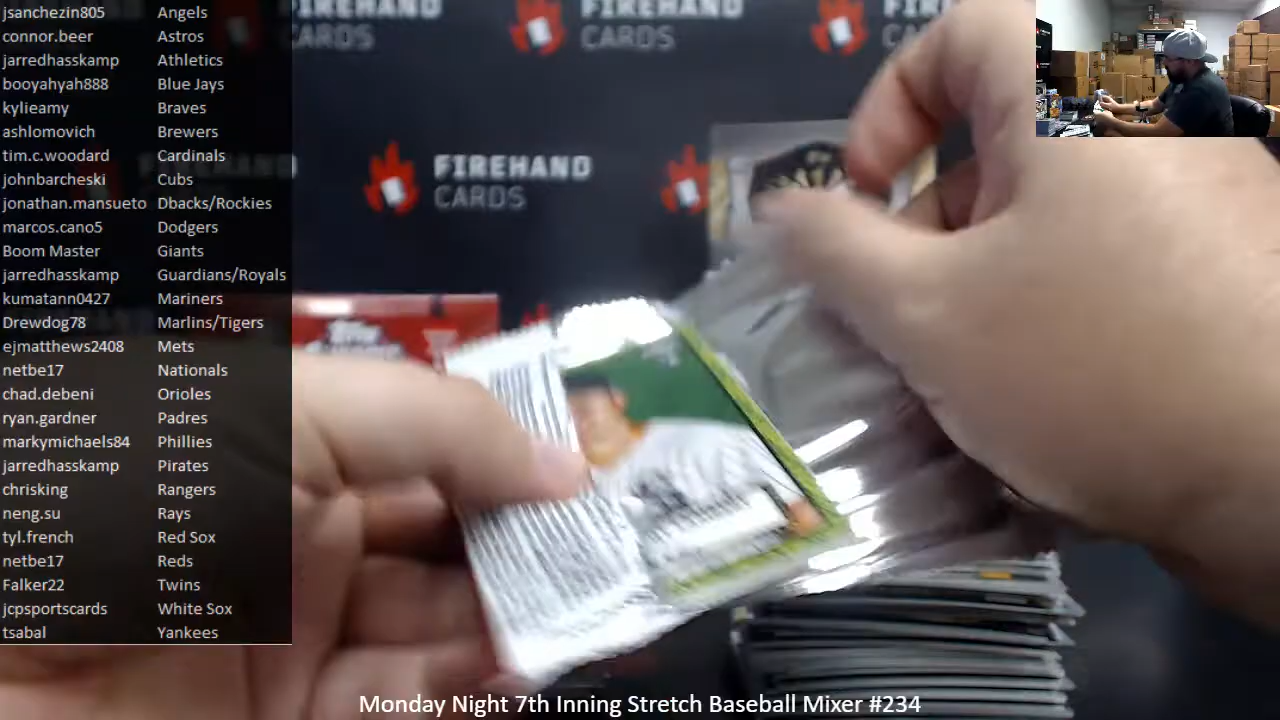 jsanchezin805 Angels
connor.beer Astros
jarredhasskamp Athletics
booyahyah888 Blue Jays
kylieamy Braves
ashlomovich Brewers
tim.c.woodard Cardinals
johnbarcheski Cubs
jonathan.mansueto Dbacks/Rockies
marcos.cano5 Dodgers
Boom Master Giants
jarredhasskamp Guardians/Royals
kumatann0427 Mariners
Drewdog78 Marlins/Tigers
ejmatthews2408 Mets
netbe17 Nationals
chad.debeni Orioles
ryan.gardner Padres
markymichaels84 Phillies
jarredhasskamp Pirates
chrisking Rangers
neng.su Rays
tyl.french Red Sox
netbe17 Reds
Falker22 Twins
jcpsportscards White Sox
tsabal Yankees
FIREHAND
CARDS
FIREHAND
CARDS
FIREHAND
CARDS
Topps
Monday Night 7th Inning Stretch Baseball Mixer #234